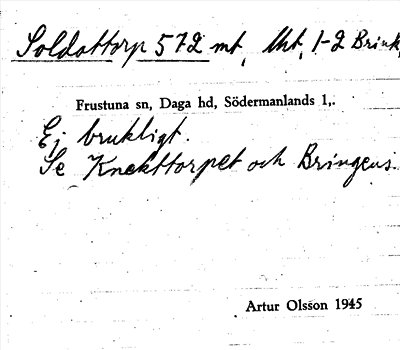 Soldattorp 572 mt, Urt, 1-2 Brink,
Frustuna sn, Daga hd, Södermanlands l,.
Ej brukligt.
Se Knekttorpet och Bringens.
Artur Olsson 1945